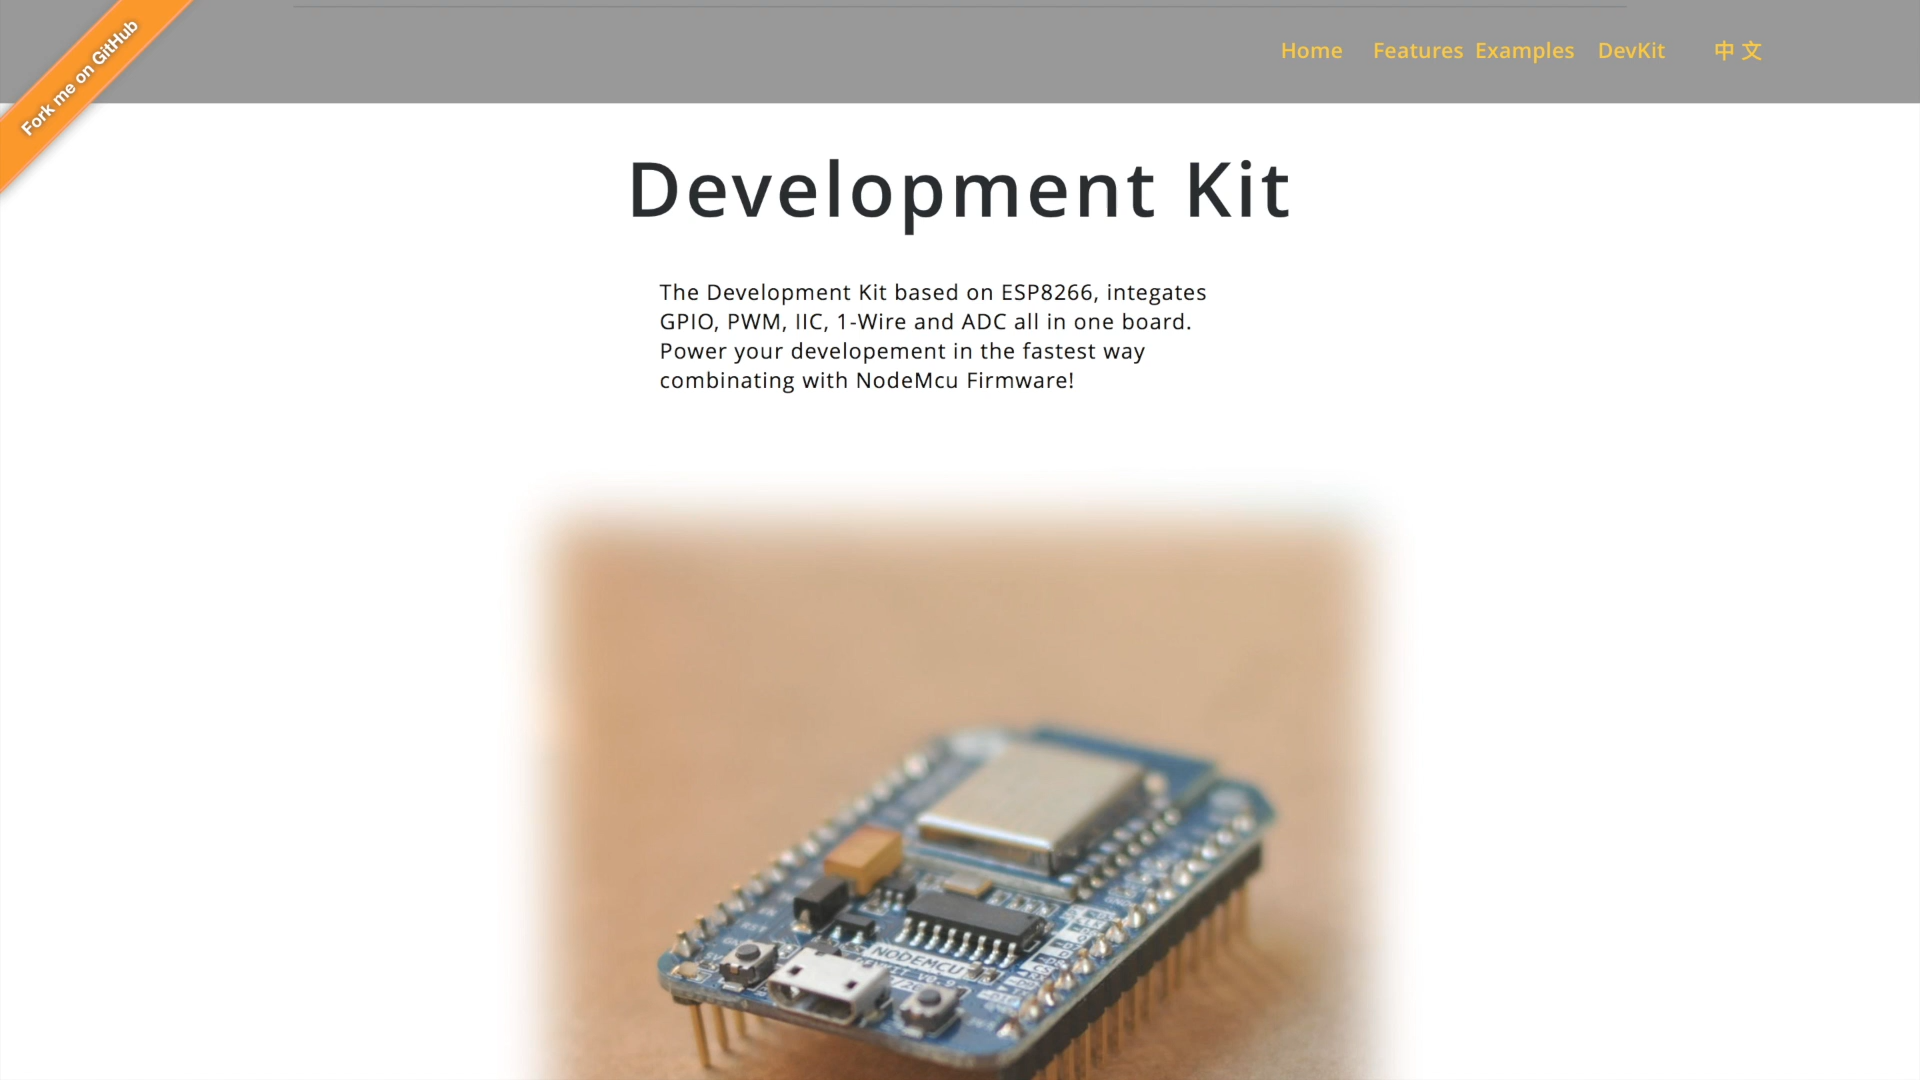 Fork me on GitHub
Home Features Examples DevKit 中文
Development Kit
The Development Kit based on ESP8266, integates
GPIO, PWM, IIC, 1-Wire and ADC all in one board.
Power your developement in the fastest way
combinating with NodeMcu Firmware!
NODEMCU